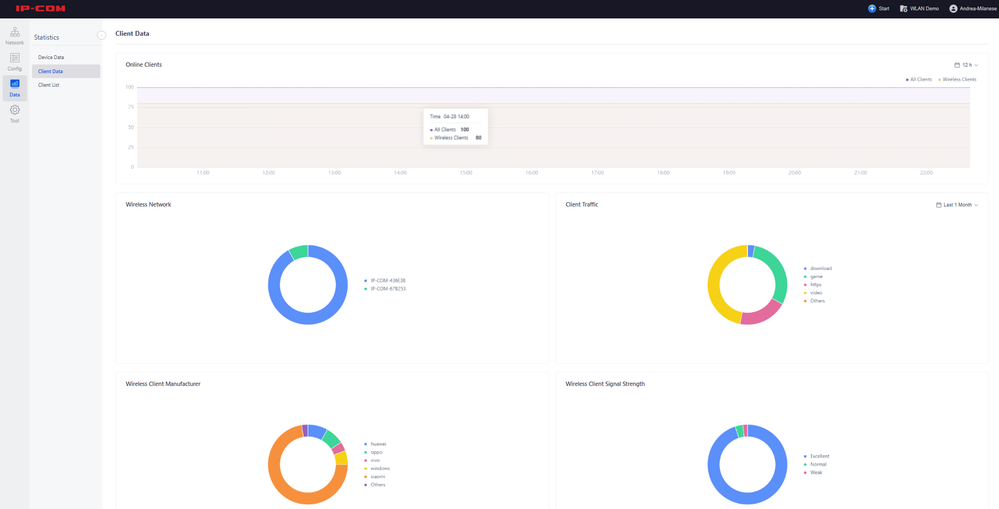 IP-COM
Start
WLAN Demo
Andrea-Milanese
Network
Config
Data
Tool
Statistics
Device Data
Client Data
Client List
Client Data
Online Clients
12 h
All Clients
Wireless Clients
100
75
50
25
0
Time 04-28 14:00
All Clients 100
Wireless Clients 80
11:00 12:00 13:00 14:00 15:00 16:00 17:00 18:00 19:00 20:00 21:00 22:00
Wireless Network
IP-COM-436E3B
IP-COM-67B253
Client Traffic
Last 1 Month
download
game
https
video
Others
Wireless Client Manufacturer
huawei
oppo
vivo
windows
xiaomi
Others
Wireless Client Signal Strength
Excellent
Normal
Weak